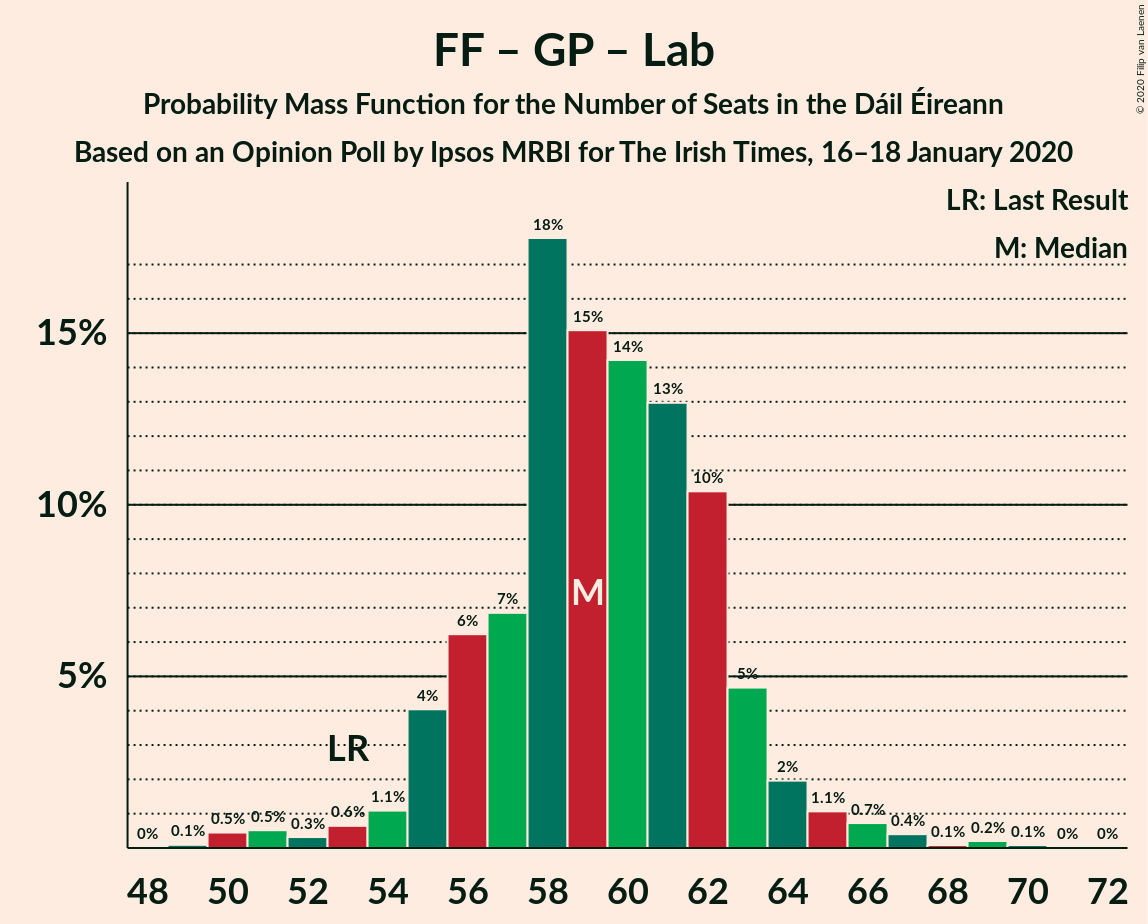 FF – GP – Lab
Probability Mass Function for the Number of Seats in the Dáil Éireann
Based on an Opinion Poll by Ipsos MRBI for The Irish Times, 16–18 January 2020
© 2020 Filip van Laenen
LR: Last Result
M: Median
18%
15%
15%
14%
13%
10%
10%
M
7%
6%
5%
5%
4%
LR
2%
0% 0.1% 0.5% 0.5% 0.3% 0.6% 1.1% 1.1% 0.7% 0.4% 0.1% 0.2% 0.1% 0% 0%
48 50 52 54 56 58 60 62 64 66 68 70 72